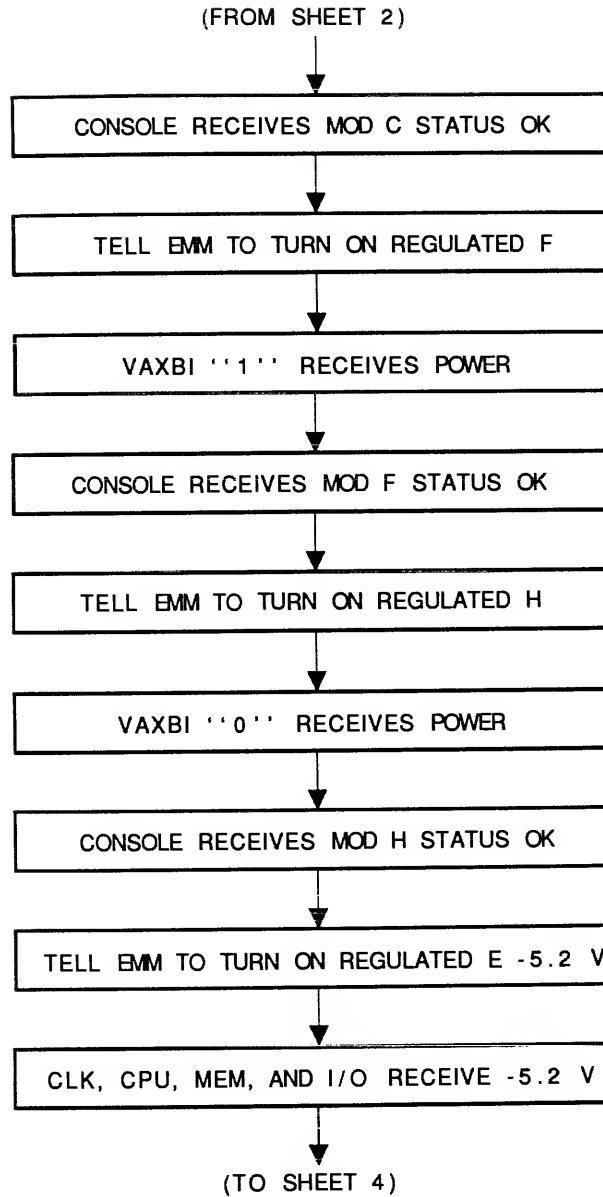 (FROM SHEET 2)
CONSOLE RECEIVES MOD C STATUS OK
TELL EMM TO TURN ON REGULATED F
VAXBI ''1'' RECEIVES POWER
CONSOLE RECEIVES MOD F STATUS OK
TELL EMM TO TURN ON REGULATED H
VAXBI ''0'' RECEIVES POWER
CONSOLE RECEIVES MOD H STATUS OK
TELL EMM TO TURN ON REGULATED E -5.2 V
CLK, CPU, MEM, AND I/O RECEIVE -5.2 V
(TO SHEET 4)